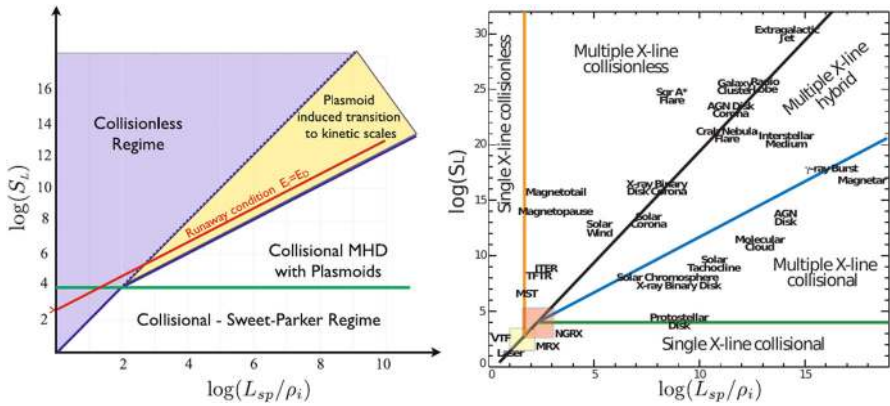 16
14
12
10
8
6
4
2
log(S_L)
Collisionless
Regime
Plasmoid
induced transition
to kinetic scales
Runaway condition E_r=E_D
Collisional MHD
with Plasmoids
Collisional - Sweet-Parker Regime
2
4
6
8
10
log(L_sp/ρ_i)
30
25
20
15
10
5
0
log(S_L)
Single X-line collisionless
Multiple X-line
collisionless
Extragalactic
Jet
Multiple X-line
hybrid
Sgr A*
Flare
Galaxy
Cluster
Radio
Lobe
AGN Disk
Corona
Crab Nebula
Flare
Interstellar
Medium
γ-ray Burst
Magnetar
Magnetotail
X-ray Binary
Disk Corona
Magnetopause
Solar
Wind
Solar
Corona
AGN
Disk
Molecular
Cloud
ITER
TFTR
Solar
Tachocline
Solar Chromosphere
X-ray Binary Disk
Multiple X-line
collisional
MST
Protostellar
Disk
VTF
NGRX
MRX
Laser
Single X-line collisional
0
5
10
15
log(L_sp/ρ_i)